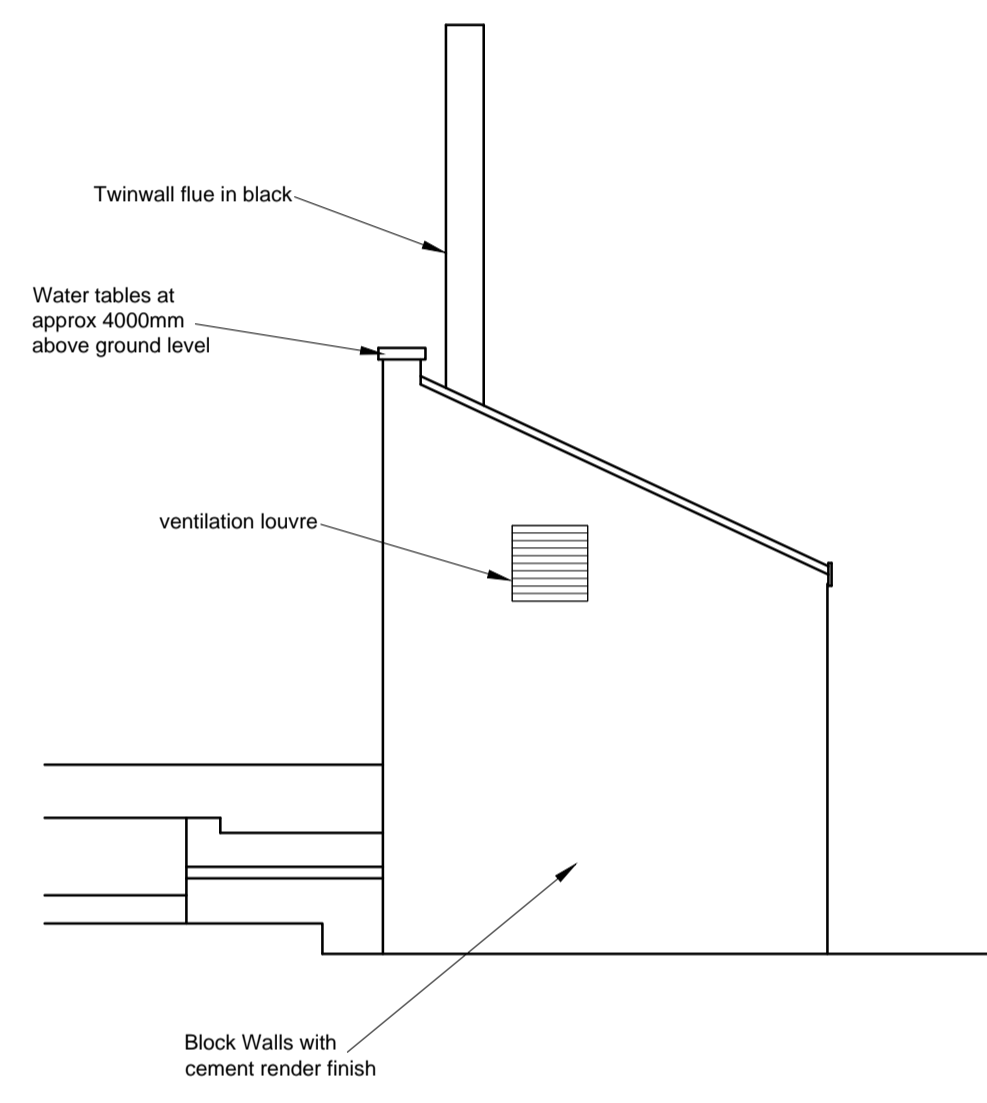 Twinwall flue in black
Water tables at
approx 4000mm
above ground level
ventilation louvre
Block Walls with
cement render finish